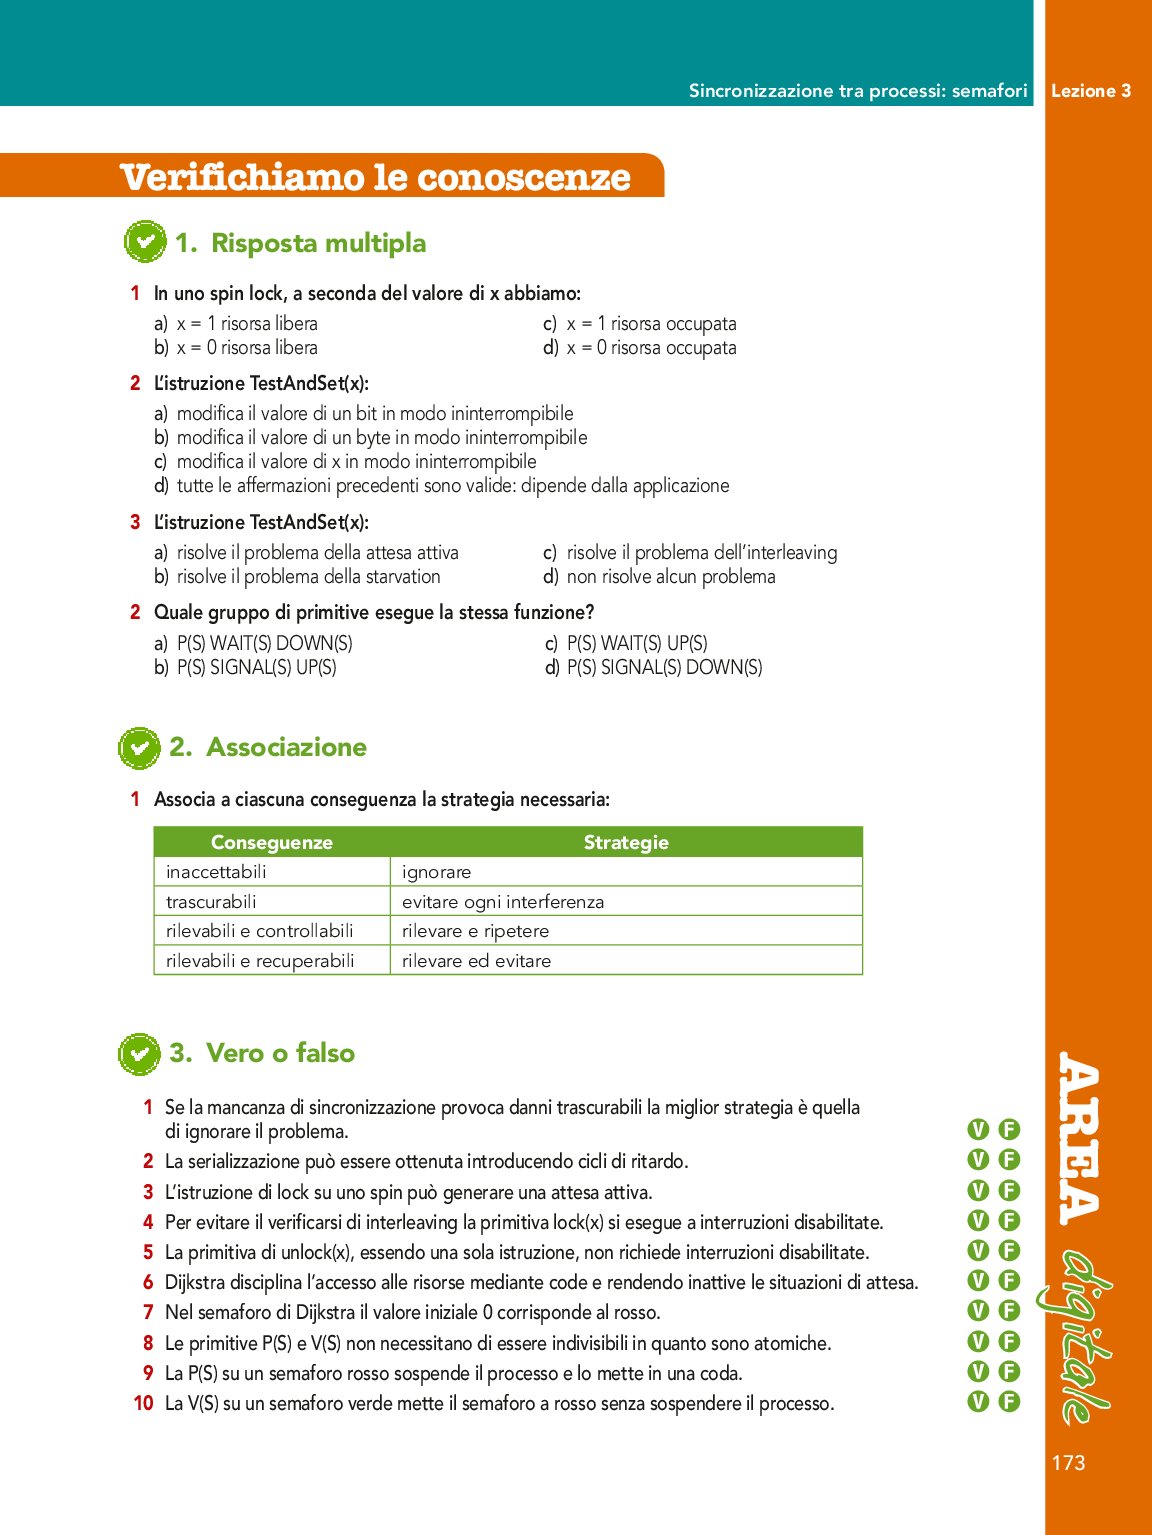 Sincronizzazione tra processi: semafori Lezione 3
Verifichiamo le conoscenze
1. Risposta multipla
1 In uno spin lock, a seconda del valore di x abbiamo:
a) x = 1 risorsa libera c) x = 1 risorsa occupata
b) x = 0 risorsa libera d) x = 0 risorsa occupata
2 L'istruzione TestAndSet(x):
a) modifica il valore di un bit in modo ininterrompibile
b) modifica il valore di un byte in modo ininterrompibile
c) modifica il valore di x in modo ininterrompibile
d) tutte le affermazioni precedenti sono valide: dipende dalla applicazione
3 L'istruzione TestAndSet(x):
a) risolve il problema della attesa attiva c) risolve il problema dell'interleaving
b) risolve il problema della starvation d) non risolve alcun problema
2 Quale gruppo di primitive esegue la stessa funzione?
a) P(S) WAIT(S) DOWN(S) c) P(S) WAIT(S) UP(S)
b) P(S) SIGNAL(S) UP(S) d) P(S) SIGNAL(S) DOWN(S)
2. Associazione
1 Associa a ciascuna conseguenza la strategia necessaria:
Conseguenze Strategie
inaccettabili ignorare
trascurabili evitare ogni interferenza
rilevabili e controllabili rilevare e ripetere
rilevabili e recuperabili rilevare ed evitare
3. Vero o falso
1 Se la mancanza di sincronizzazione provoca danni trascurabili la miglior strategia è quella
di ignorare il problema. V F
2 La serializzazione può essere ottenuta introducendo cicli di ritardo. V F
3 L'istruzione di lock su uno spin può generare una attesa attiva. V F
4 Per evitare il verificarsi di interleaving la primitiva lock(x) si esegue a interruzioni disabilitate. V F
5 La primitiva di unlock(x), essendo una sola istruzione, non richiede interruzioni disabilitate. V F
6 Dijkstra disciplina l'accesso alle risorse mediante code e rendendo inattive le situazioni di attesa. V F
7 Nel semaforo di Dijkstra il valore iniziale 0 corrisponde al rosso. V F
8 Le primitive P(S) e V(S) non necessitano di essere indivisibili in quanto sono atomiche. V F
9 La P(S) su un semaforo rosso sospende il processo e lo mette in una coda. V F
10 La V(S) su un semaforo verde mette il semaforo a rosso senza sospendere il processo. V F
AREA digitale
173